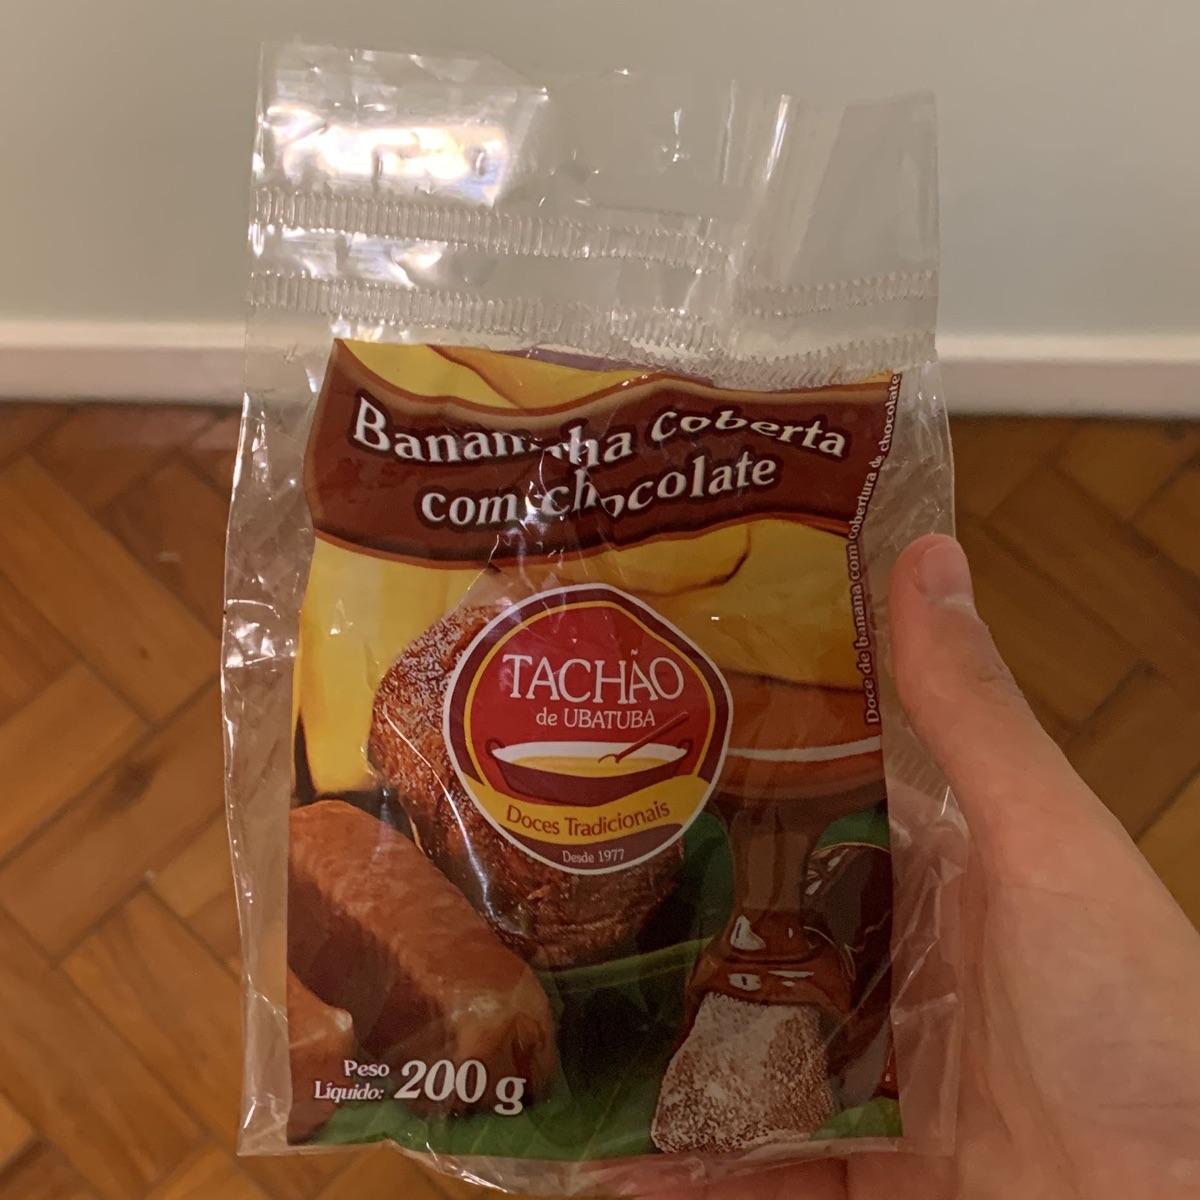 Bananinha coberta
com chocolate
Doce de banana com cobertura de chocolate
TACHÃO
de UBATUBA
Doces Tradicionais
Desde 1977
Peso
Líquido: 200 g